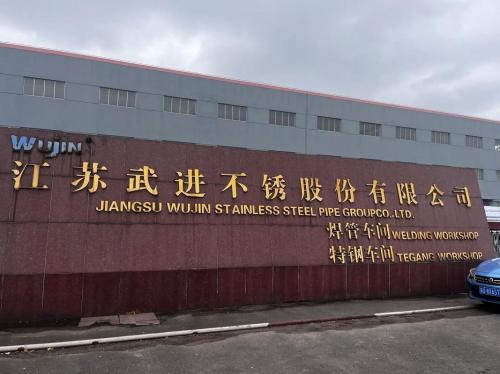 WUJIN
江苏武进不锈股份有限公司
JIANGSU WUJIN STAINLESS STEEL PIPE GROUPCO.,LTD.
焊管车间 WELDING WORKSHOP
特钢车间 TEGANG WORKSHOP